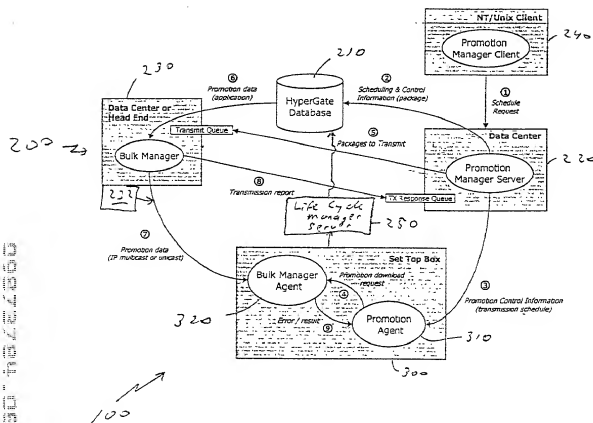 NT/Unix Client
Promotion
Manager Client
240
210
230
⑥
Promotion data
(application)
②
Scheduling & Control
Information (package)
①
Schedule
Request
HyperGate
Database
Data Center or
Head End
Transmit Queue
⑤
Packages to Transmit
Data Center
200
Bulk Manager
Promotion
Manager Server
220
⑧
Transmission report
TX Response Queue
232
Life Cycle
manager
Server
250
⑦
Promotion data
(IP multicast or unicast)
Set Top Box
Bulk Manager
Agent
Promotion download
request
③
Promotion Control Information
(transmission schedule)
④
Promotion
Agent
320
Error / result
⑨
310
300
100